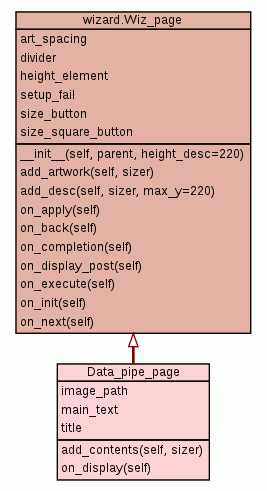 wizard.Wiz_page
art_spacing
divider
height_element
setup_fail
size_button
size_square_button
__init__(self, parent, height_desc=220)
add_artwork(self, sizer)
add_desc(self, sizer, max_y=220)
on_apply(self)
on_back(self)
on_completion(self)
on_display_post(self)
on_execute(self)
on_init(self)
on_next(self)
Data_pipe_page
image_path
main_text
title
add_contents(self, sizer)
on_display(self)